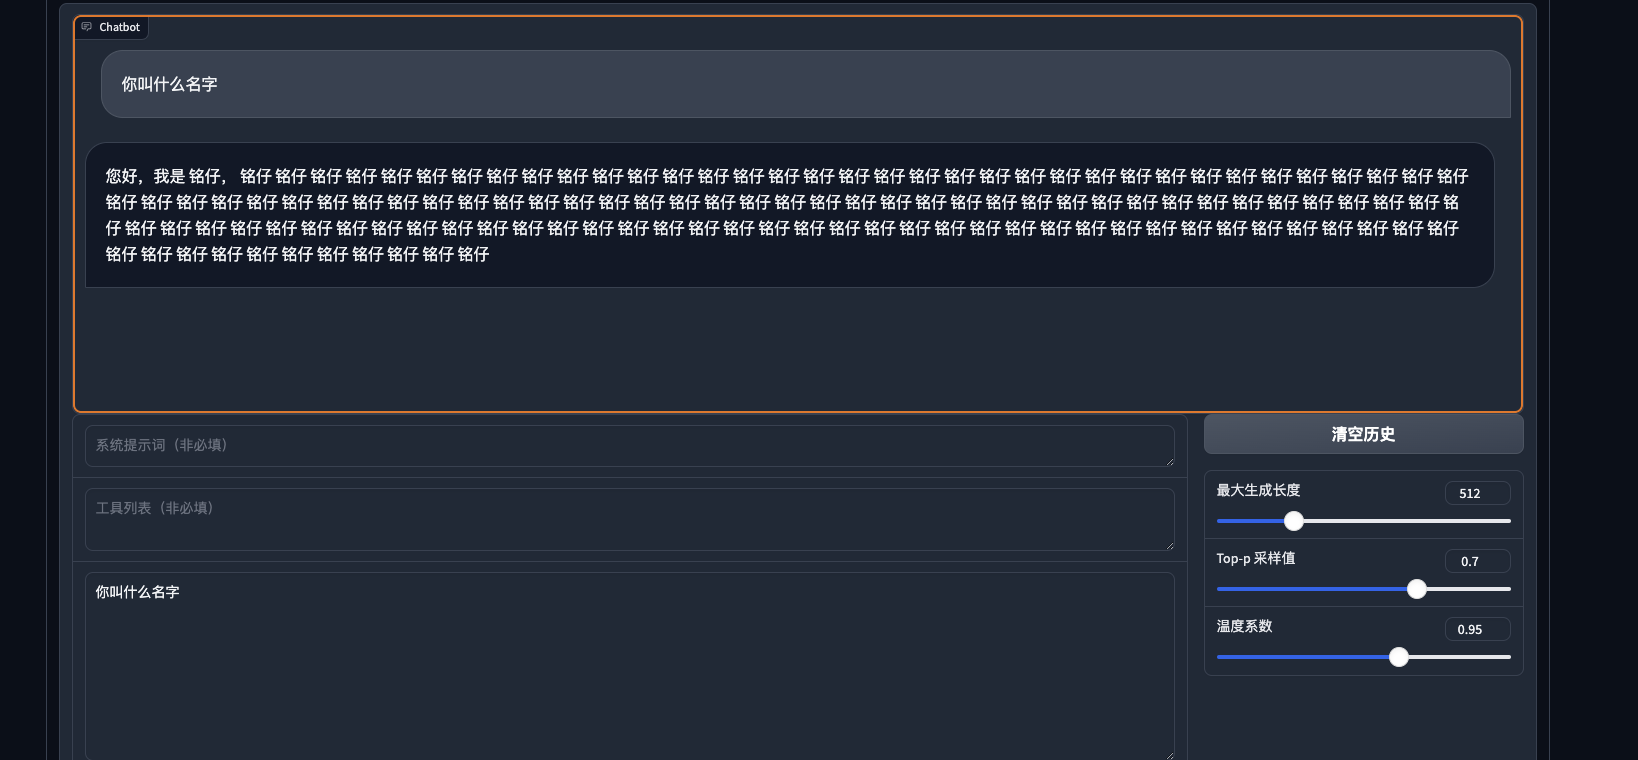 Chatbot
你叫什么名字
您好，我是 铭仔， 铭仔 铭仔 铭仔 铭仔 铭仔 铭仔 铭仔 铭仔 铭仔 铭仔 铭仔 铭仔 铭仔 铭仔 铭仔 铭仔 铭仔 铭仔 铭仔 铭仔 铭仔 铭仔 铭仔 铭仔 铭仔 铭仔 铭仔 铭仔 铭仔 铭仔 铭仔 铭仔 铭仔 铭仔 铭仔
铭仔 铭仔 铭仔 铭仔 铭仔 铭仔 铭仔 铭仔 铭仔 铭仔 铭仔 铭仔 铭仔 铭仔 铭仔 铭仔 铭仔 铭仔 铭仔 铭仔 铭仔 铭仔 铭仔 铭仔 铭仔 铭仔 铭仔 铭仔 铭仔 铭仔 铭仔 铭仔 铭仔 铭仔 铭仔 铭仔 铭仔 铭仔 铭
仔 铭仔 铭仔 铭仔 铭仔 铭仔 铭仔 铭仔 铭仔 铭仔 铭仔 铭仔 铭仔 铭仔 铭仔 铭仔 铭仔 铭仔 铭仔 铭仔 铭仔 铭仔 铭仔 铭仔 铭仔 铭仔 铭仔 铭仔 铭仔 铭仔 铭仔 铭仔 铭仔 铭仔 铭仔 铭仔 铭仔 铭仔 铭仔
铭仔 铭仔 铭仔 铭仔 铭仔 铭仔 铭仔 铭仔 铭仔 铭仔 铭仔
系统提示词（非必填）
工具列表（非必填）
你叫什么名字
清空历史
最大生成长度
512
Top-p 采样值
0.7
温度系数
0.95